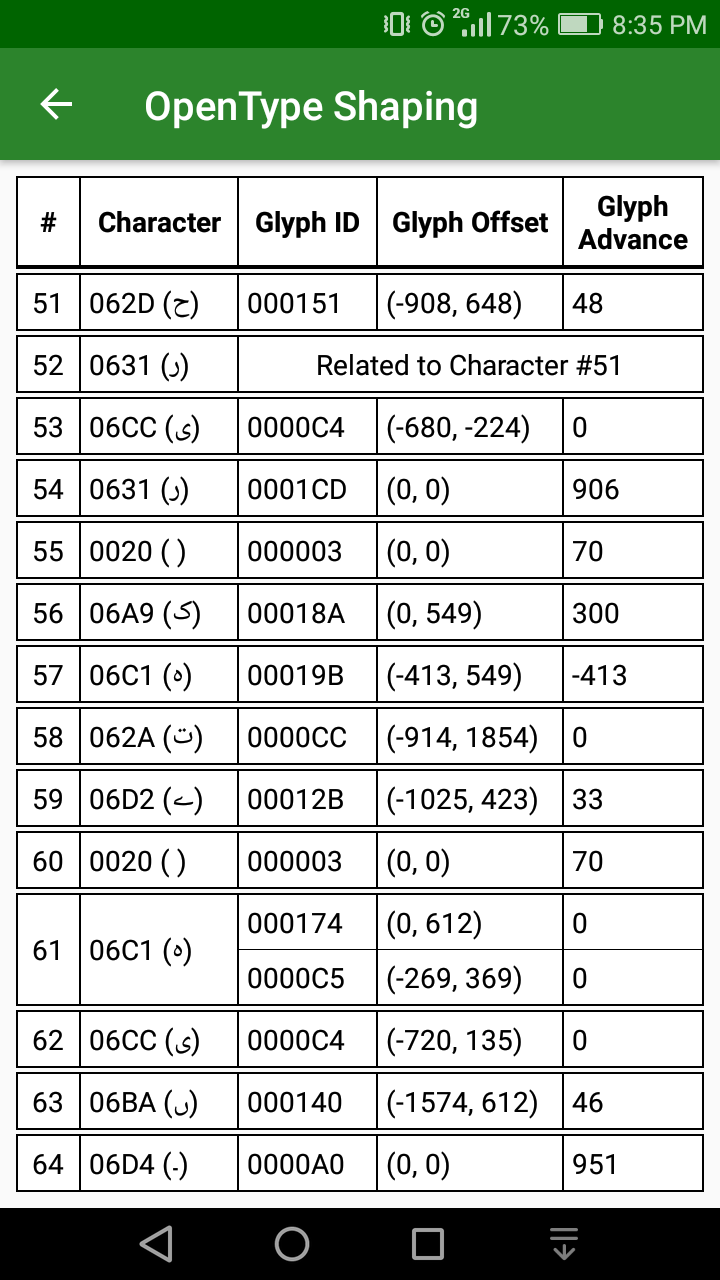 2G 73% 8:35 PM
OpenType Shaping
# Character Glyph ID Glyph Offset Glyph Advance
51 062D (ح) 000151 (-908, 648) 48
52 0631 (ر) Related to Character #51
53 06CC (ی) 0000C4 (-680, -224) 0
54 0631 (ر) 0001CD (0, 0) 906
55 0020 ( ) 000003 (0, 0) 70
56 06A9 (ک) 00018A (0, 549) 300
57 06C1 (ہ) 00019B (-413, 549) -413
58 062A (ت) 0000CC (-914, 1854) 0
59 06D2 (ے) 00012B (-1025, 423) 33
60 0020 ( ) 000003 (0, 0) 70
61 06C1 (ہ) 000174 (0, 612) 0
0000C5 (-269, 369) 0
62 06CC (ی) 0000C4 (-720, 135) 0
63 06BA (ں) 000140 (-1574, 612) 46
64 06D4 (۔) 0000A0 (0, 0) 951